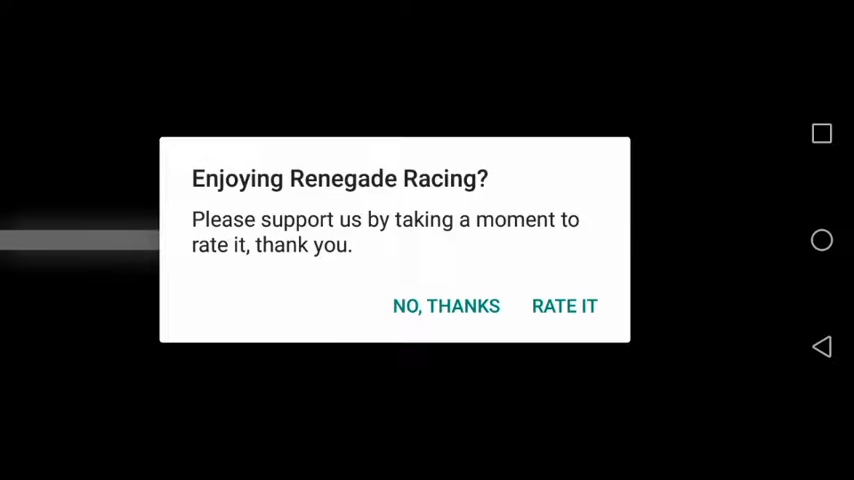 Enjoying Renegade Racing?
Please support us by taking a moment to
rate it, thank you.
NO, THANKS RATE IT